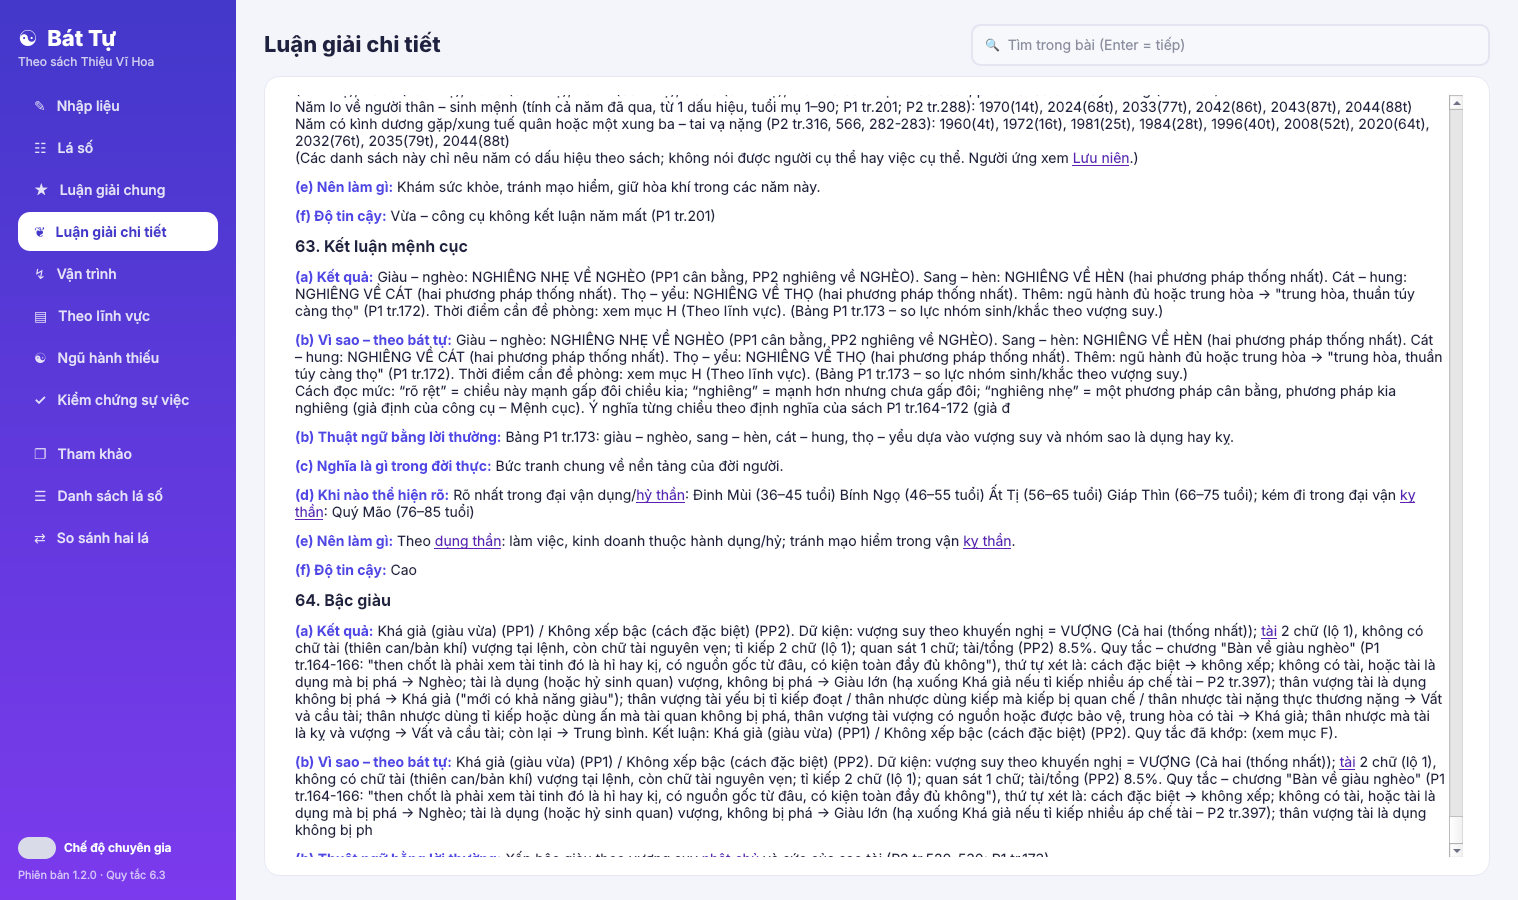 Bát Tự
Theo sách Thiệu Vĩ Hoa
Nhập liệu
Lá số
Luận giải chung
Luận giải chi tiết
Vận trình
Theo lĩnh vực
Ngũ hành thiếu
Kiểm chứng sự việc
Tham khảo
Danh sách lá số
So sánh hai lá
Chế độ chuyên gia
Phiên bản 1.2.0 · Quy tắc 6.3
Luận giải chi tiết
Tìm trong bài (Enter = tiếp)
Năm lo về người thân – sinh mệnh (tính cả năm đã qua, từ 1 dấu hiệu, tuổi mụ 1–90; P1 tr.201; P2 tr.288): 1970(14t), 2024(68t), 2033(77t), 2042(86t), 2043(87t), 2044(88t)
Năm có kình dương gặp/xung tuế quân hoặc một xung ba – tai vạ nặng (P2 tr.316, 566, 282-283): 1960(4t), 1972(16t), 1981(25t), 1984(28t), 1996(40t), 2008(52t), 2020(64t),
2032(76t), 2035(79t), 2044(88t)
(Các danh sách này chỉ nêu năm có dấu hiệu theo sách; không nói được người cụ thể hay việc cụ thể. Người ứng xem Lưu niên.)
(e) Nên làm gì: Khám sức khỏe, tránh mạo hiểm, giữ hòa khí trong các năm này.
(f) Độ tin cậy: Vừa – công cụ không kết luận năm mất (P1 tr.201)
63. Kết luận mệnh cục
(a) Kết quả: Giàu – nghèo: NGHIÊNG NHẸ VỀ NGHÈO (PP1 cân bằng, PP2 nghiêng về NGHÈO). Sang – hèn: NGHIÊNG VỀ HÈN (hai phương pháp thống nhất). Cát – hung:
NGHIÊNG VỀ CÁT (hai phương pháp thống nhất). Thọ – yểu: NGHIÊNG VỀ THỌ (hai phương pháp thống nhất). Thêm: ngũ hành đủ hoặc trung hòa → "trung hòa, thuần túy
càng thọ" (P1 tr.172). Thời điểm cần đề phòng: xem mục H (Theo lĩnh vực). (Bảng P1 tr.173 – so lực nhóm sinh/khắc theo vượng suy.)
(b) Vì sao – theo bát tự: Giàu – nghèo: NGHIÊNG NHẸ VỀ NGHÈO (PP1 cân bằng, PP2 nghiêng về NGHÈO). Sang – hèn: NGHIÊNG VỀ HÈN (hai phương pháp thống nhất). Cát
– hung: NGHIÊNG VỀ CÁT (hai phương pháp thống nhất). Thọ – yểu: NGHIÊNG VỀ THỌ (hai phương pháp thống nhất). Thêm: ngũ hành đủ hoặc trung hòa → "trung hòa, thuần
túy càng thọ" (P1 tr.172). Thời điểm cần đề phòng: xem mục H (Theo lĩnh vực). (Bảng P1 tr.173 – so lực nhóm sinh/khắc theo vượng suy.)
Cách đọc mức: “rõ rệt” = chiều này mạnh gấp đôi chiều kia; “nghiêng” = mạnh hơn nhưng chưa gấp đôi; “nghiêng nhẹ” = một phương pháp cân bằng, phương pháp kia
nghiêng (giả định của công cụ – Mệnh cục). Ý nghĩa từng chiều theo định nghĩa của sách P1 tr.164-172 (giả đ
(b) Thuật ngữ bằng lời thường: Bảng P1 tr.173: giàu – nghèo, sang – hèn, cát – hung, thọ – yểu dựa vào vượng suy và nhóm sao là dụng hay kỵ.
(c) Nghĩa là gì trong đời thực: Bức tranh chung về nền tảng của đời người.
(d) Khi nào thể hiện rõ: Rõ nhất trong đại vận dụng/hỷ thần: Đinh Mùi (36–45 tuổi) Bính Ngọ (46–55 tuổi) Ất Tị (56–65 tuổi) Giáp Thìn (66–75 tuổi); kém đi trong đại vận kỵ
thần: Quý Mão (76–85 tuổi)
(e) Nên làm gì: Theo dụng thần: làm việc, kinh doanh thuộc hành dụng/hỷ; tránh mạo hiểm trong vận kỵ thần.
(f) Độ tin cậy: Cao
64. Bậc giàu
(a) Kết quả: Khá giả (giàu vừa) (PP1) / Không xếp bậc (cách đặc biệt) (PP2). Dữ kiện: vượng suy theo khuyến nghị = VƯỢNG (Cả hai (thống nhất)); tài 2 chữ (lộ 1), không có
chữ tài (thiên can/bản khí) vượng tại lệnh, còn chữ tài nguyên vẹn; tỉ kiếp 2 chữ (lộ 1); quan sát 1 chữ; tài/tổng (PP2) 8.5%. Quy tắc – chương "Bàn về giàu nghèo" (P1
tr.164-166: "then chốt là phải xem tài tinh đó là hỉ hay kị, có nguồn gốc từ đâu, có kiện toàn đầy đủ không"), thứ tự xét là: cách đặc biệt → không xếp; không có tài, hoặc tài là
dụng mà bị phá → Nghèo; tài là dụng (hoặc hỷ sinh quan) vượng, không bị phá → Giàu lớn (hạ xuống Khá giả nếu tỉ kiếp nhiều áp chế tài – P2 tr.397); thân vượng tài là dụng
không bị phá → Khá giả ("mới có khả năng giàu"); thân vượng tài yếu bị tỉ kiếp đoạt / thân nhược dùng kiếp mà kiếp bị quan chế / thân nhược tài nặng thực thương nặng → Vất
vả cầu tài; thân nhược dùng tỉ kiếp hoặc dùng ấn mà tài quan không bị phá, thân vượng tài vượng có nguồn hoặc được bảo vệ, trung hòa có tài → Khá giả; thân nhược mà tài
là kỵ và vượng → Vất vả cầu tài; còn lại → Trung bình. Kết luận: Khá giả (giàu vừa) (PP1) / Không xếp bậc (cách đặc biệt) (PP2). Quy tắc đã khớp: (xem mục F).
(b) Vì sao – theo bát tự: Khá giả (giàu vừa) (PP1) / Không xếp bậc (cách đặc biệt) (PP2). Dữ kiện: vượng suy theo khuyến nghị = VƯỢNG (Cả hai (thống nhất)); tài 2 chữ (lộ 1),
không có chữ tài (thiên can/bản khí) vượng tại lệnh, còn chữ tài nguyên vẹn; tỉ kiếp 2 chữ (lộ 1); quan sát 1 chữ; tài/tổng (PP2) 8.5%. Quy tắc – chương "Bàn về giàu nghèo" (P1
tr.164-166: "then chốt là phải xem tài tinh đó là hỉ hay kị, có nguồn gốc từ đâu, có kiện toàn đầy đủ không"), thứ tự xét là: cách đặc biệt → không xếp; không có tài, hoặc tài là
dụng mà bị phá → Nghèo; tài là dụng (hoặc hỷ sinh quan) vượng, không bị phá → Giàu lớn (hạ xuống Khá giả nếu tỉ kiếp nhiều áp chế tài – P2 tr.397); thân vượng tài là dụng
không bị ph